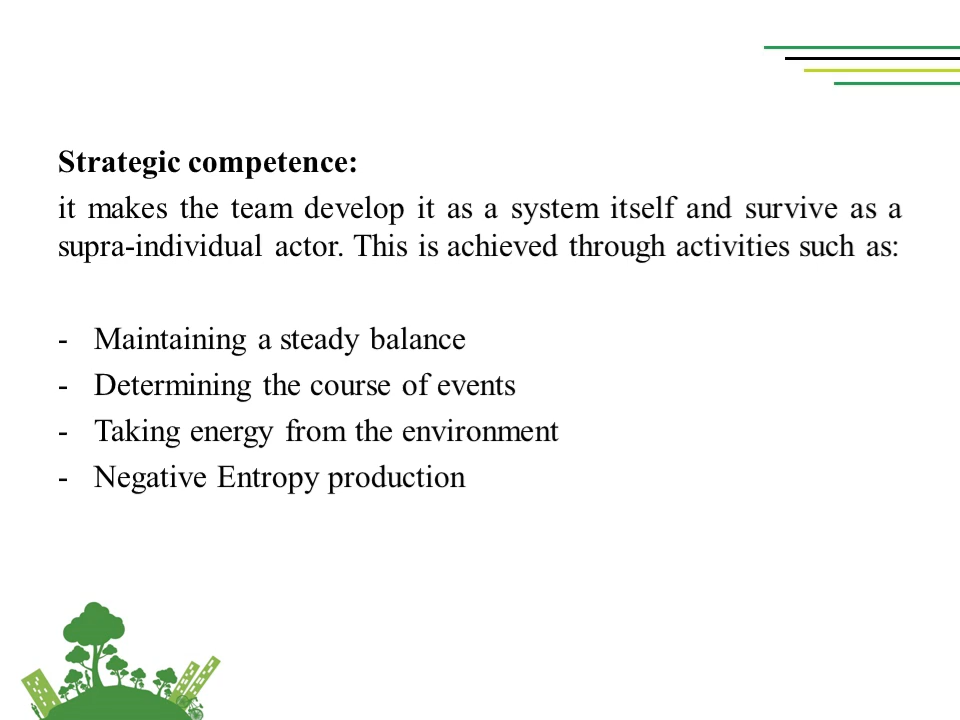 Strategic competence:
it makes the team develop it as a system itself and survive as a
supra-individual actor. This is achieved through activities such as:
- Maintaining a steady balance
- Determining the course of events
- Taking energy from the environment
- Negative Entropy production